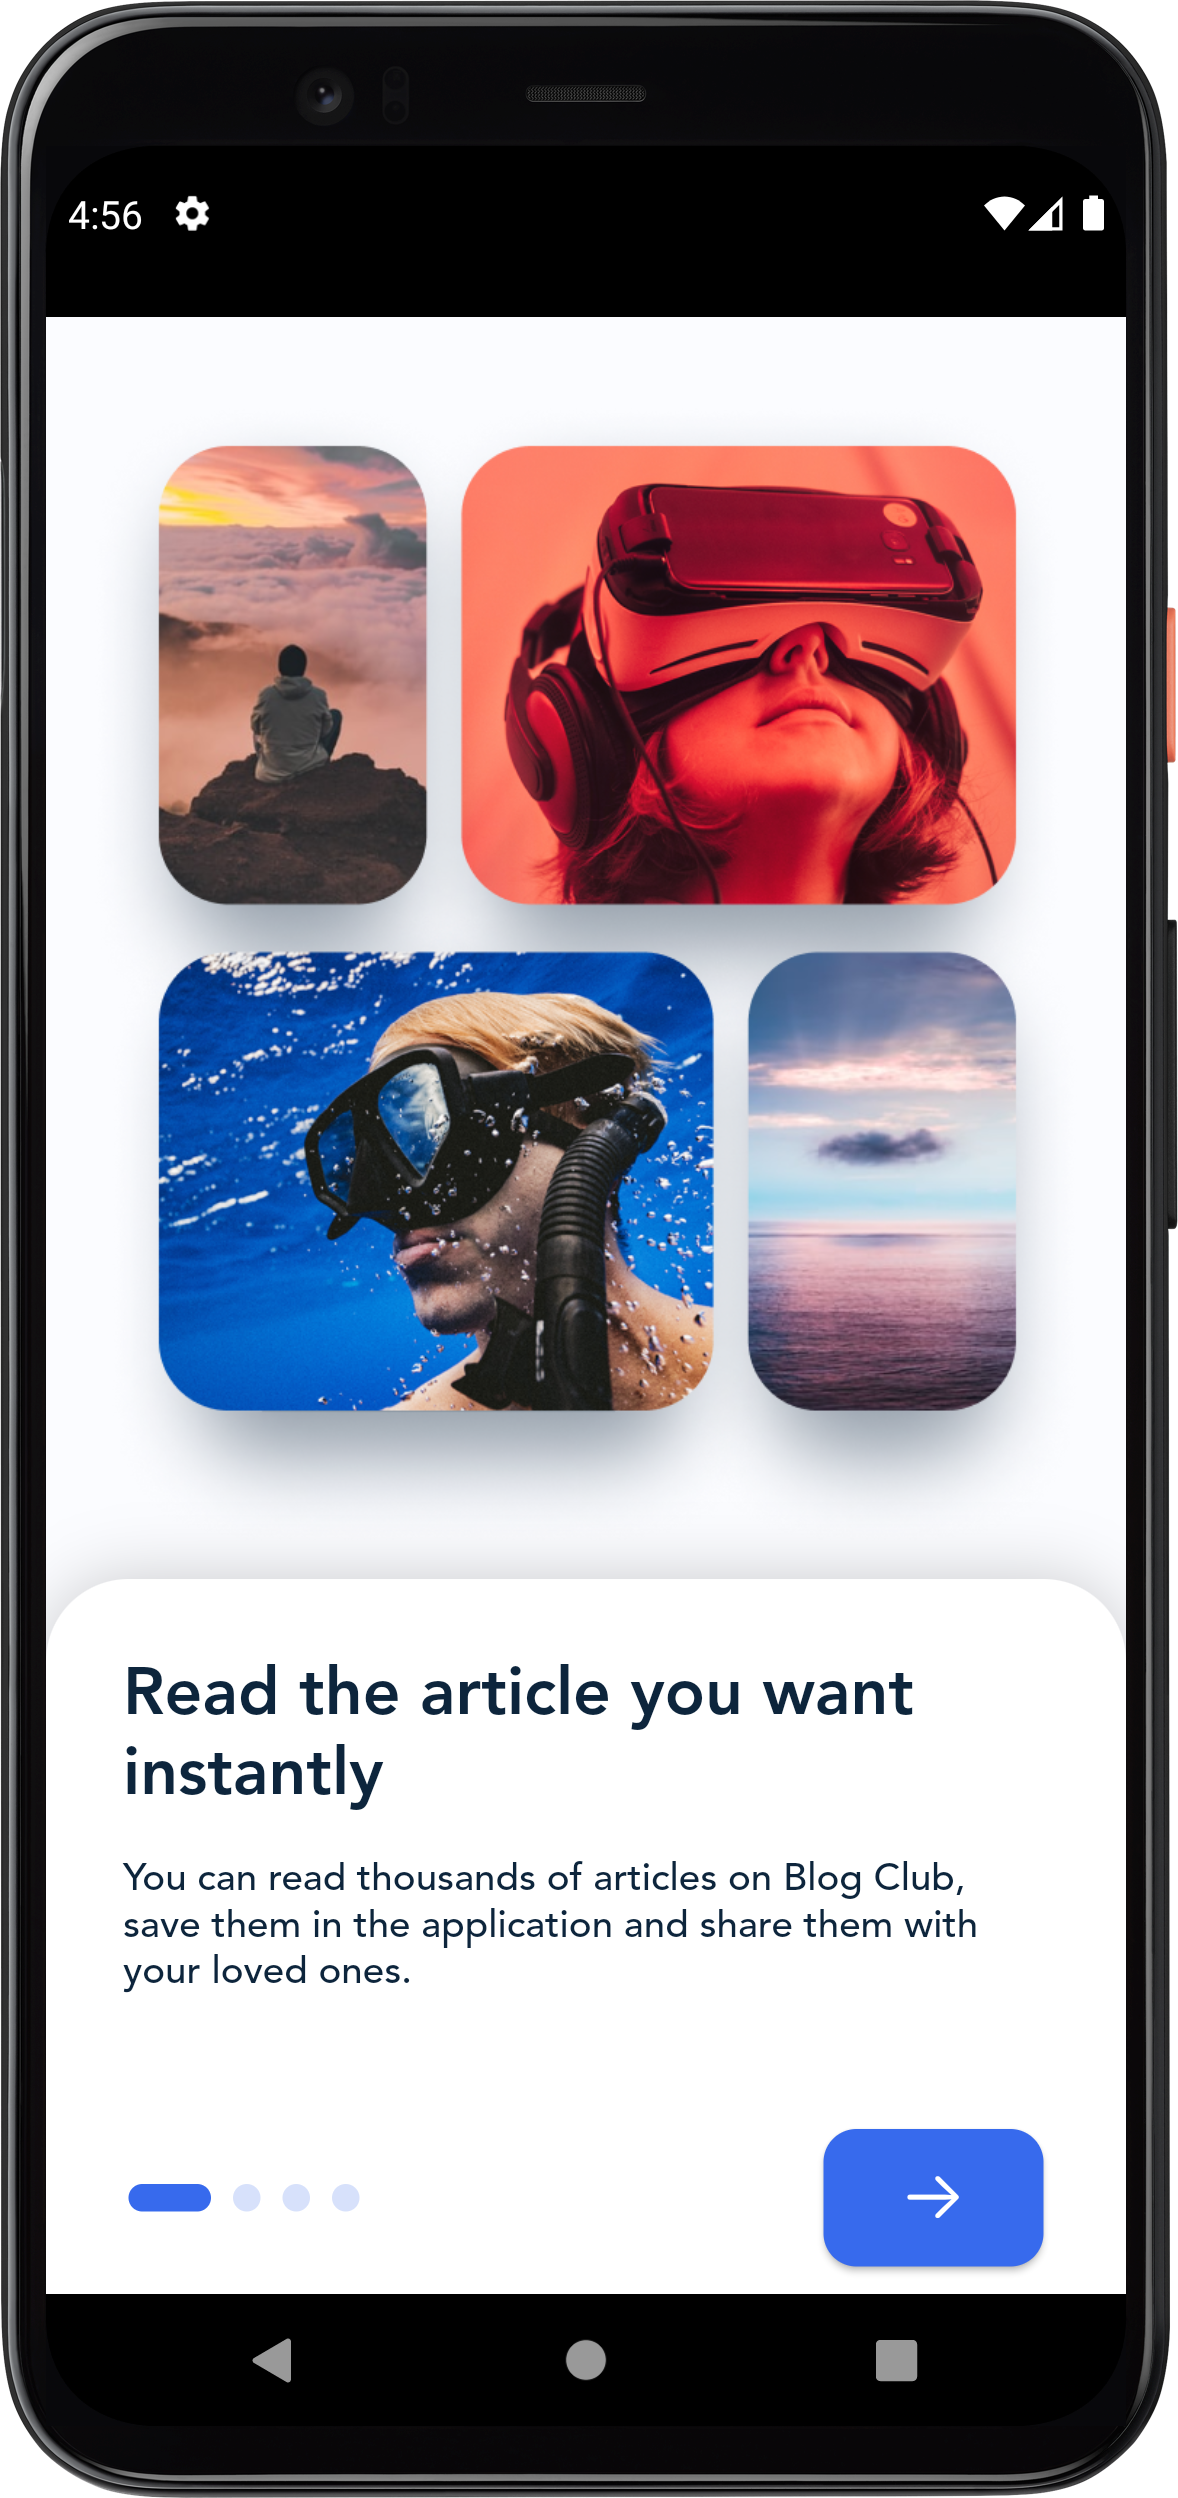 4:56
Read the article you want
instantly
You can read thousands of articles on Blog Club,
save them in the application and share them with
your loved ones.